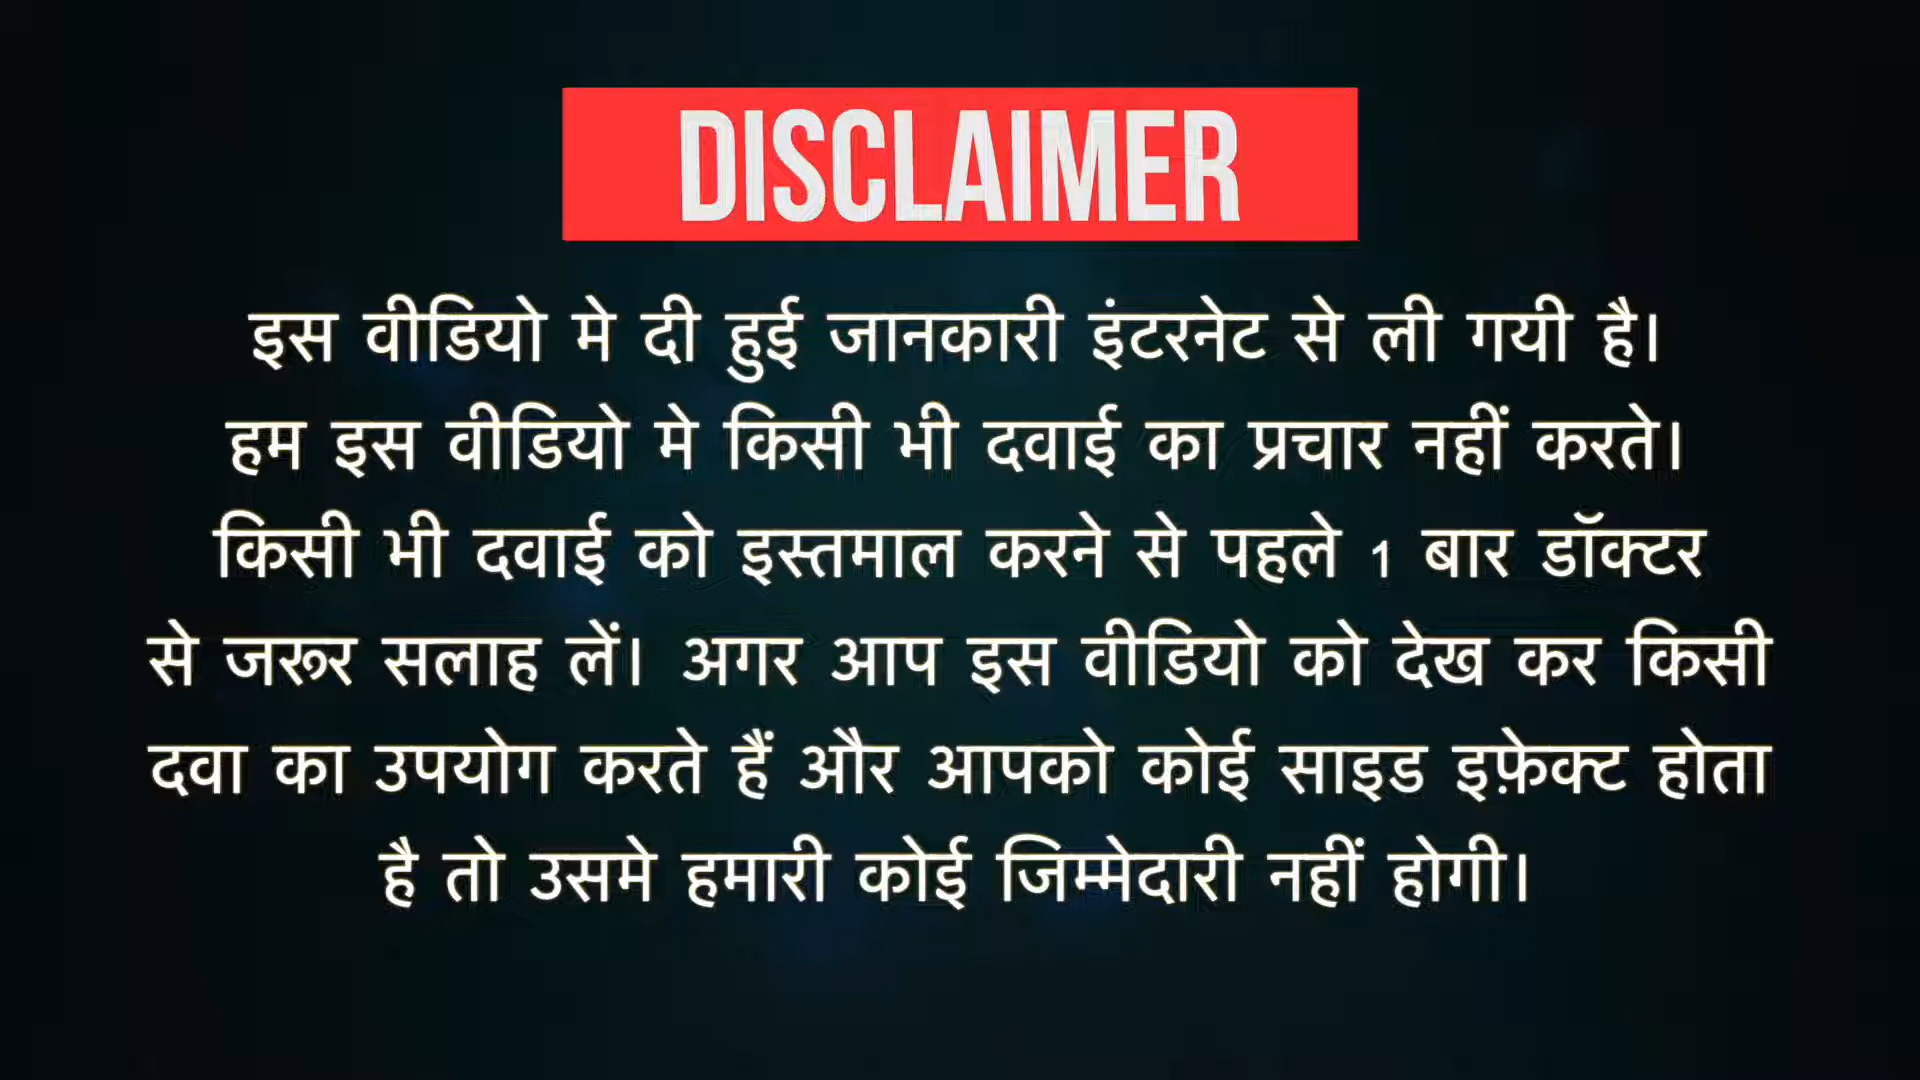 DISCLAIMER
इस वीडियो मे दी हुई जानकारी इंटरनेट से ली गयी है।
हम इस वीडियो मे किसी भी दवाई का प्रचार नहीं करते।
किसी भी दवाई को इस्तमाल करने से पहले 1 बार डॉक्टर
से जरूर सलाह लें। अगर आप इस वीडियो को देख कर किसी
दवा का उपयोग करते हैं और आपको कोई साइड इफ़ेक्ट होता
है तो उसमे हमारी कोई जिम्मेदारी नहीं होगी।